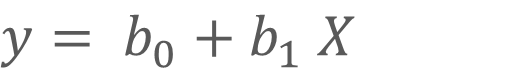 y = b₀ + b₁ X